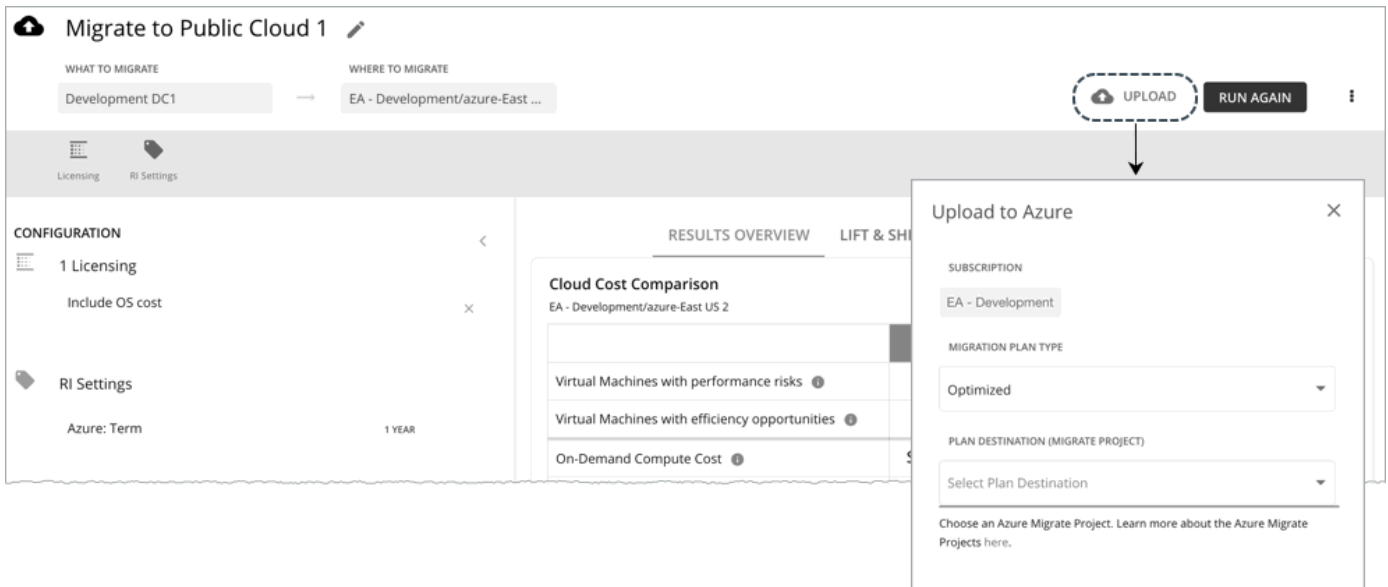 Migrate to Public Cloud 1
WHAT TO MIGRATE
WHERE TO MIGRATE
Development DC1
EA - Development/azure-East ...
UPLOAD
RUN AGAIN
Licensing
RI Settings
CONFIGURATION
1 Licensing
Include OS cost
RI Settings
Azure: Term
1 YEAR
RESULTS OVERVIEW
LIFT & SHI
Cloud Cost Comparison
EA - Development/azure-East US 2
Virtual Machines with performance risks
Virtual Machines with efficiency opportunities
On-Demand Compute Cost
Upload to Azure
SUBSCRIPTION
EA - Development
MIGRATION PLAN TYPE
Optimized
PLAN DESTINATION (MIGRATE PROJECT)
Select Plan Destination
Choose an Azure Migrate Project. Learn more about the Azure Migrate
Projects here.